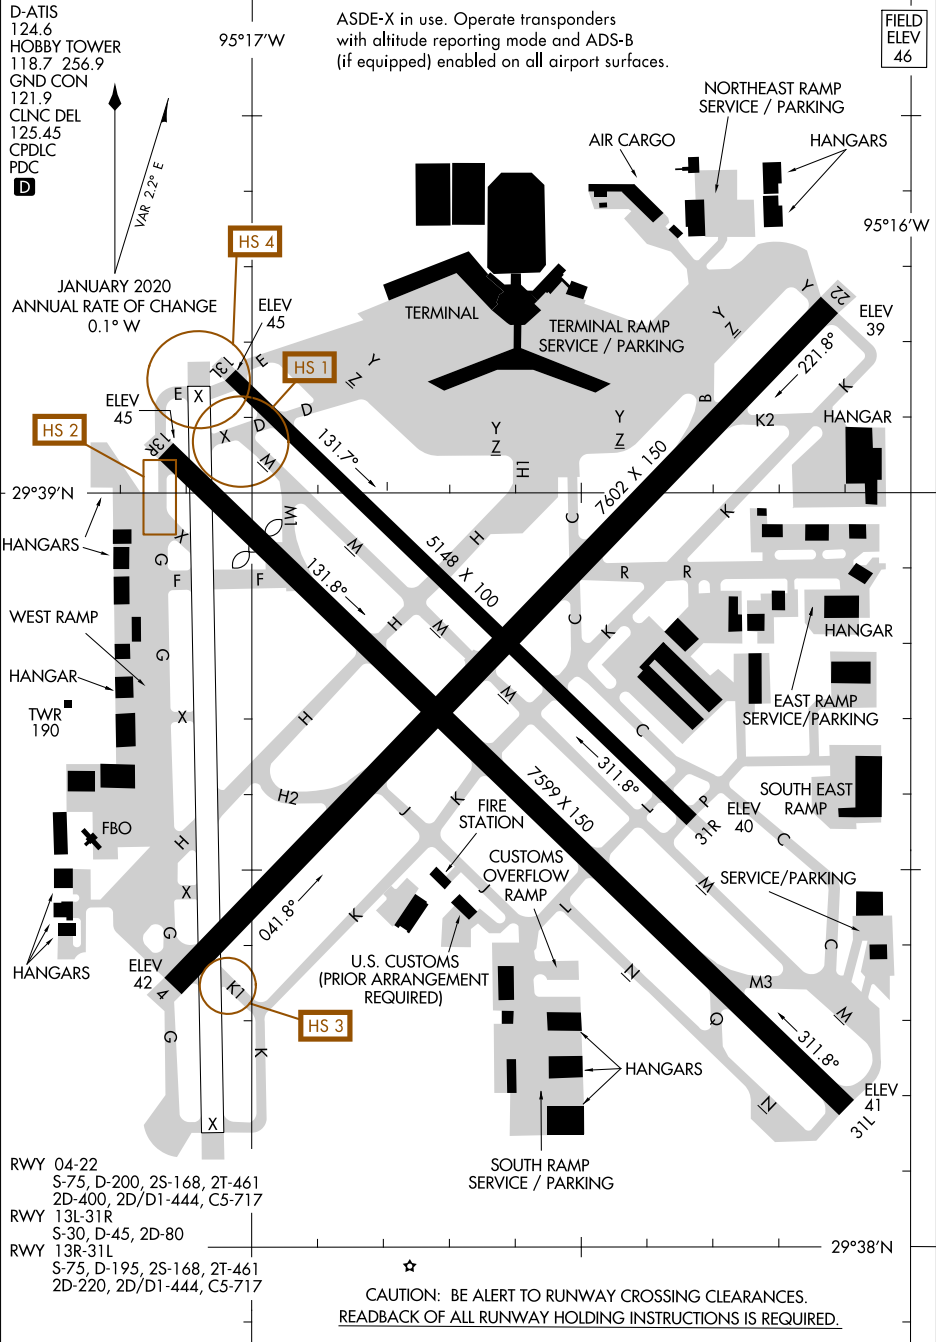 D-ATIS
124.6
HOBBY TOWER
118.7 256.9
GND CON
121.9
CLNC DEL
125.45
CPDLC
PDC
D
95°17'W
ASDE-X in use. Operate transponders
with altitude reporting mode and ADS-B
(if equipped) enabled on all airport surfaces.
FIELD
ELEV
46
VAR 2.2° E
JANUARY 2020
ANNUAL RATE OF CHANGE
0.1° W
NORTHEAST RAMP
SERVICE / PARKING
AIR CARGO
HANGARS
95°16'W
HS 4
ELEV
45
TERMINAL
TERMINAL RAMP
SERVICE / PARKING
Y
Z
Y
22
ELEV
39
221.8°
13L
E
HS 1
Y
Z
K
E
X
ELEV
45
D
D
B
K2
HANGAR
HS 2
13R
X
M
131.7°
Y
Z
Y
Z
H1
7602 X 150
29°39'N
HANGARS
X
M1
M
C
K
H
5148 X 100
G
F
F
131.8°
R
R
WEST RAMP
H
M
C
K
HANGAR
G
HANGAR
M
EAST RAMP
SERVICE/PARKING
TWR
190
X
H
C
311.8°
H2
J
K
7599 X 150
FIRE
STATION
L
P
31R
ELEV
40
SOUTH EAST
RAMP
C
FBO
H
CUSTOMS
OVERFLOW
RAMP
J
M
SERVICE/PARKING
X
041.8°
K
L
G
C
HANGARS
ELEV
42
4
K1
U.S. CUSTOMS
(PRIOR ARRANGEMENT
REQUIRED)
N
M3
M
HS 3
G
K
Q
311.8°
HANGARS
ELEV
41
31L
N
X
SOUTH RAMP
SERVICE / PARKING
RWY 04-22
S-75, D-200, 2S-168, 2T-461
2D-400, 2D/D1-444, C5-717
RWY 13L-31R
S-30, D-45, 2D-80
RWY 13R-31L
S-75, D-195, 2S-168, 2T-461
2D-220, 2D/D1-444, C5-717
29°38'N
CAUTION: BE ALERT TO RUNWAY CROSSING CLEARANCES.
READBACK OF ALL RUNWAY HOLDING INSTRUCTIONS IS REQUIRED.